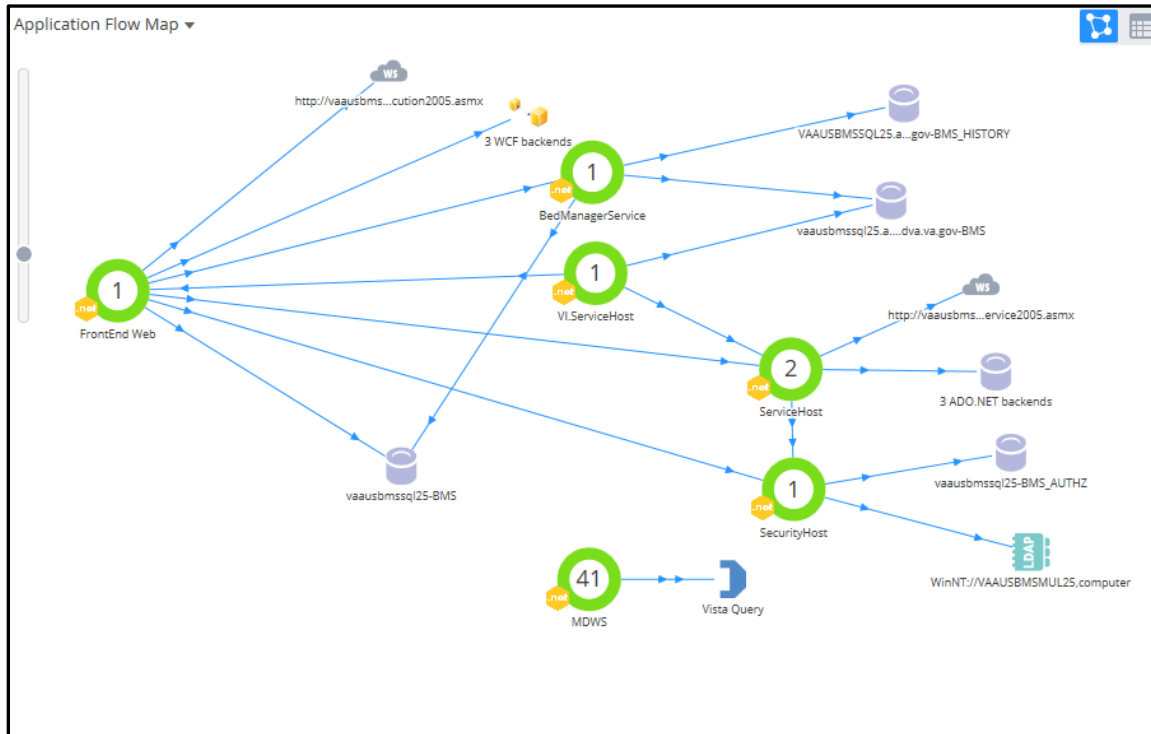 Application Flow Map
WS
http://vaausbms...cution2005.asmx
3 WCF backends
VAAUSBMSSQL25.a...gov-BMS_HISTORY
1
.net
BedManagerService
vaausbmssql25.a....dva.va.gov-BMS
1
.net
FrontEnd Web
1
.net
VI.ServiceHost
WS
http://vaausbms...ervice2005.asmx
2
.net
ServiceHost
3 ADO.NET backends
vaausbmssql25-BMS
1
.net
SecurityHost
vaausbmssql25-BMS_AUTHZ
LDAP
WinNT://VAAUSBMSMUL25,computer
41
.net
MDWS
Vista Query